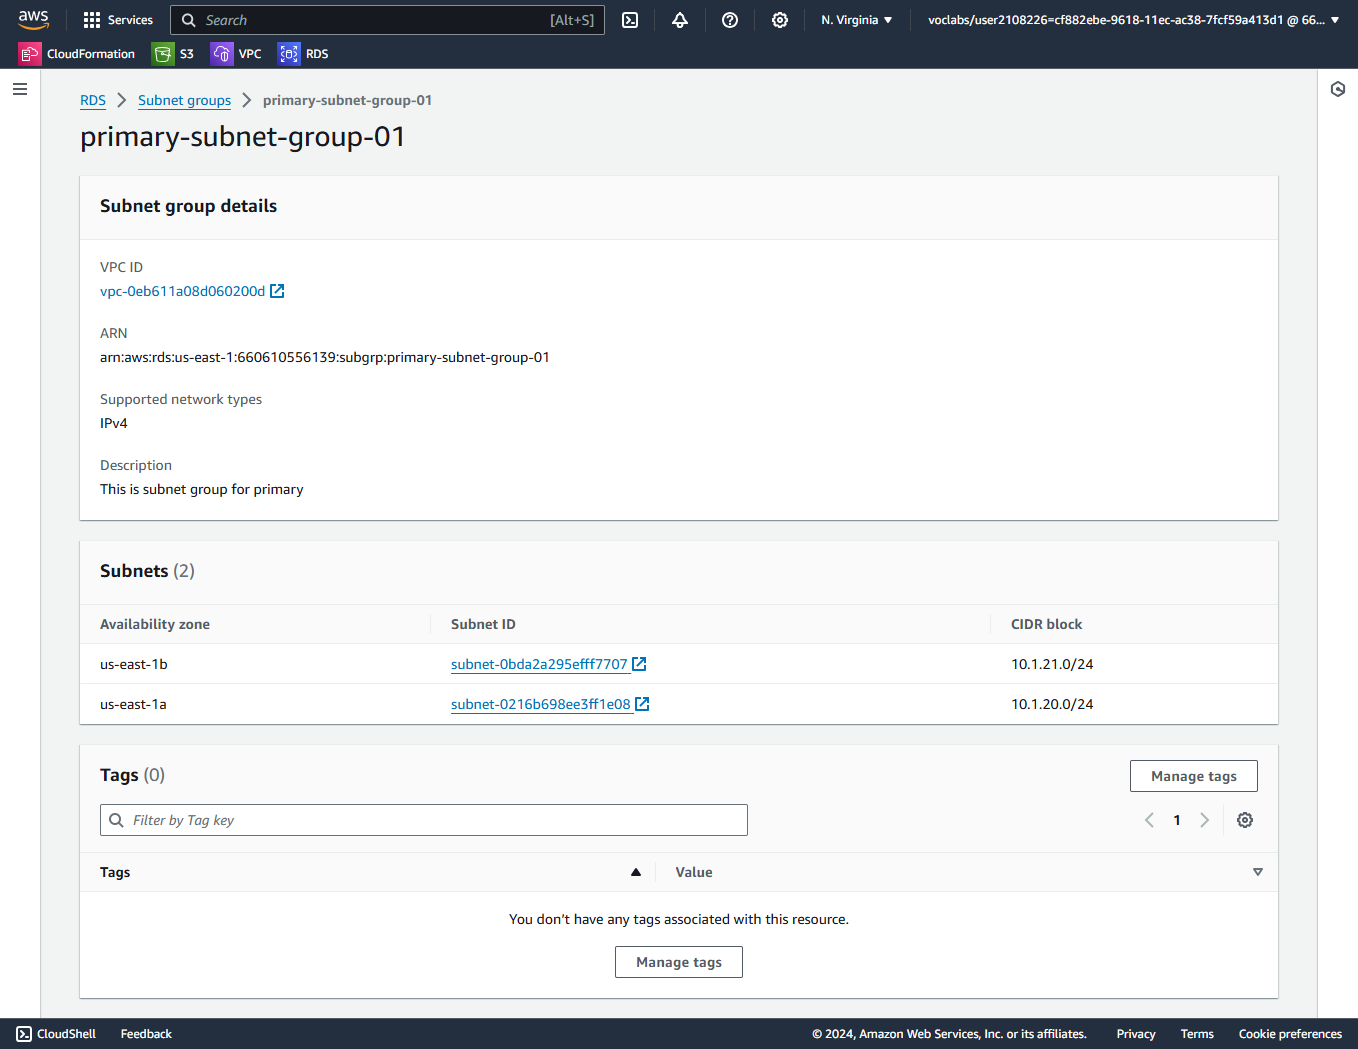 aws
Services
Search [Alt+S]
N. Virginia
voclabs/user2108226=cf882ebe-9618-11ec-ac38-7fcf59a413d1 @ 66...
CloudFormation S3 VPC RDS
RDS Subnet groups primary-subnet-group-01
primary-subnet-group-01
Subnet group details
VPC ID
vpc-0eb611a08d060200d
ARN
arn:aws:rds:us-east-1:660610556139:subgrp:primary-subnet-group-01
Supported network types
IPv4
Description
This is subnet group for primary
Subnets (2)
Availability zone Subnet ID CIDR block
us-east-1b subnet-0bda2a295efff7707 10.1.21.0/24
us-east-1a subnet-0216b698ee3ff1e08 10.1.20.0/24
Tags (0)
Manage tags
Filter by Tag key
1
Tags Value
You don't have any tags associated with this resource.
Manage tags
CloudShell Feedback © 2024, Amazon Web Services, Inc. or its affiliates. Privacy Terms Cookie preferences